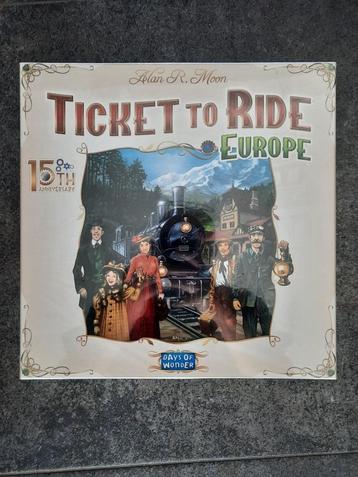 Alan R. Moon
TICKET TO RIDE
EUROPE
15TH
ANNIVERSARY
DAYS OF
WONDER